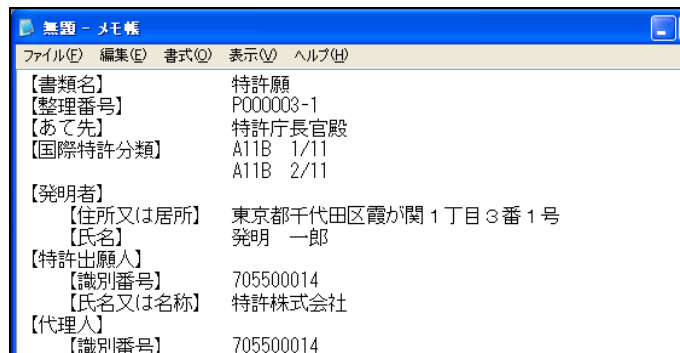 無題 - メモ帳
ファイル(F) 編集(E) 書式(O) 表示(V) ヘルプ(H)
【書類名】 特許願
【整理番号】 P000003-1
【あて先】 特許庁長官殿
【国際特許分類】 A11B 1/11
A11B 2/11
【発明者】
【住所又は居所】 東京都千代田区霞が関1丁目3番1号
【氏名】 発明 一郎
【特許出願人】
【識別番号】 705500014
【氏名又は名称】 特許株式会社
【代理人】
【識別番号】 705500014